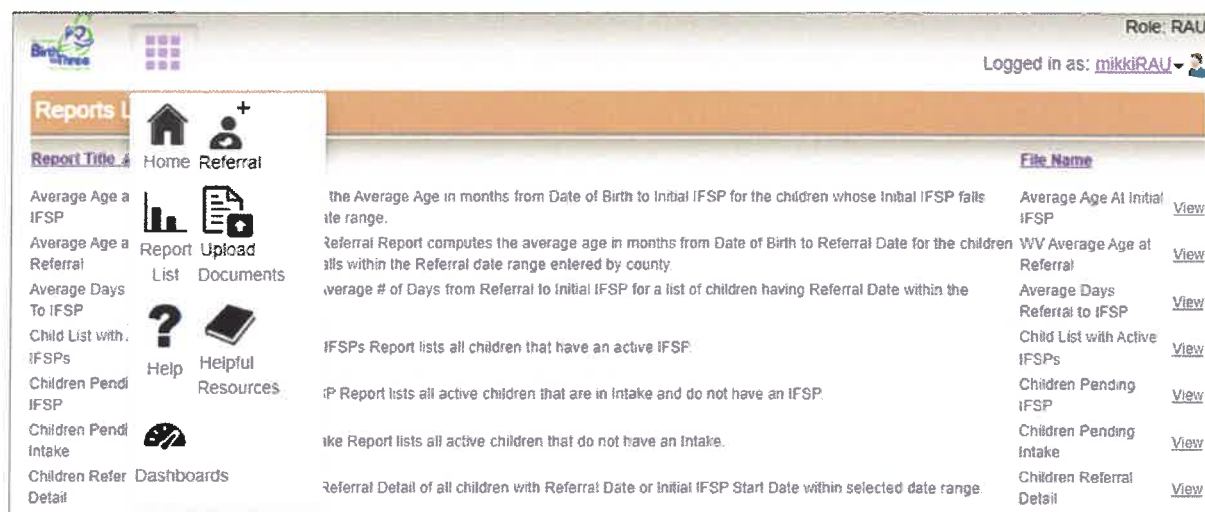 Role: RAU
Birth to Three
Logged in as: mikkiRAU
Reports L
Home Referral
Report List
Upload Documents
Help
Helpful Resources
Dashboards
Report Title
File Name
Average Age a
IFSP
the Average Age in months from Date of Birth to Initial IFSP for the children whose Initial IFSP falls
ate range.
Average Age At Initial
IFSP
View
Average Age a
Referral
Referral Report computes the average age in months from Date of Birth to Referral Date for the children
alls within the Referral date range entered by county
WV Average Age at
Referral
View
Average Days
To IFSP
verage # of Days from Referral to Initial IFSP for a list of children having Referral Date within the
Average Days
Referral to IFSP
View
Child List with
IFSPs
IFSPs Report lists all children that have an active IFSP.
Child List with Active
IFSPs
View
Children Pendi
IFSP
P Report lists all active children that are in Intake and do not have an IFSP.
Children Pending
IFSP
View
Children Pendi
Intake
ke Report lists all active children that do not have an Intake.
Children Pending
Intake
View
Children Refer
Detail
Referral Detail of all children with Referral Date or Initial IFSP Start Date within selected date range.
Children Referral
Detail
View